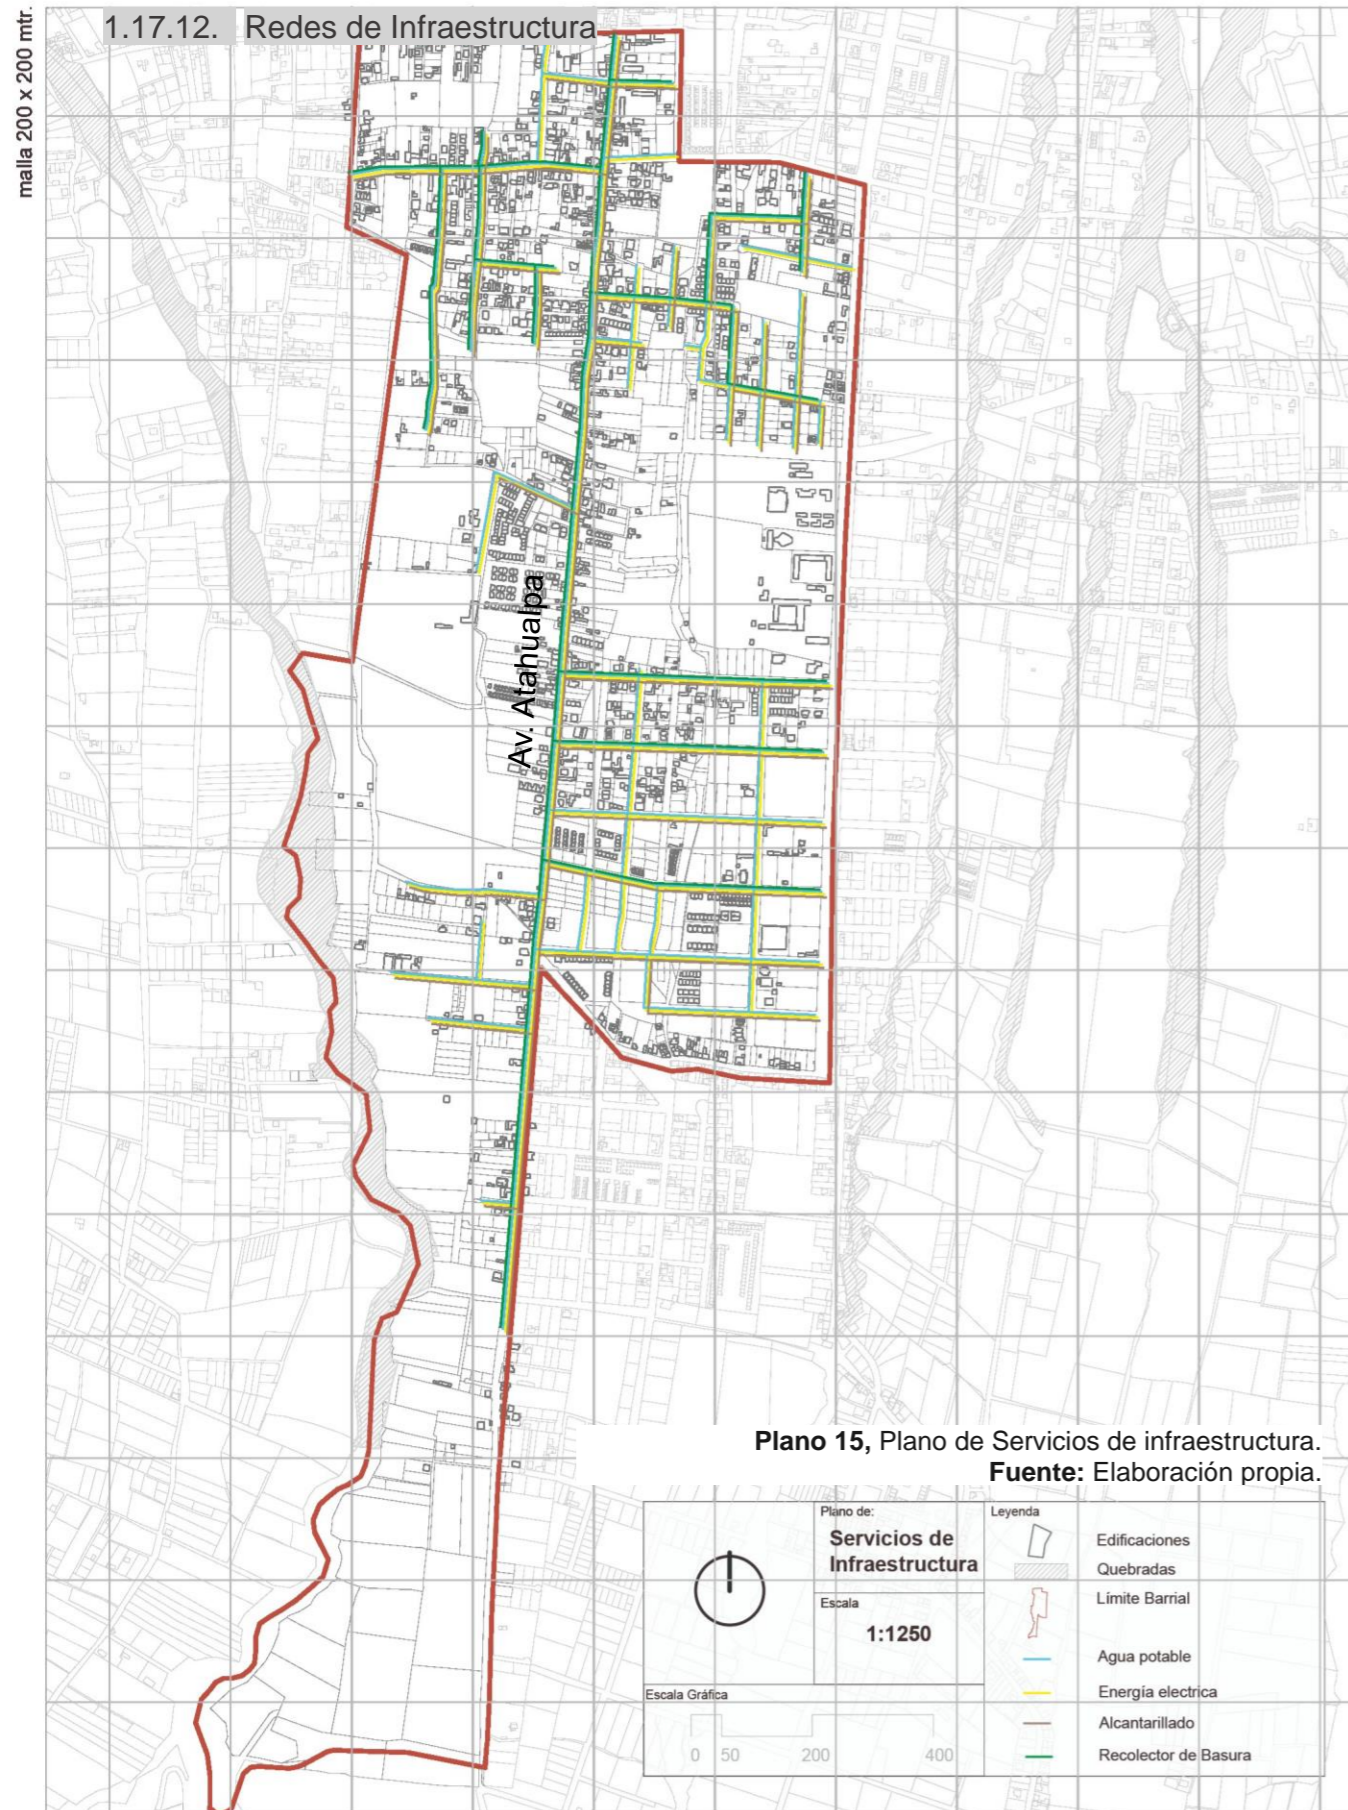 malla 200 x 200 mtr.
1.17.12. Redes de Infraestructura
Av. Atahualpa
Plano 15, Plano de Servicios de infraestructura.
Fuente: Elaboración propia.
Plano de:
Servicios de
Infraestructura
Escala
1:1250
Escala Gráfica
0 50 200 400
Leyenda
Edificaciones
Quebradas
Límite Barrial
Agua potable
Energía electrica
Alcantarillado
Recolector de Basura